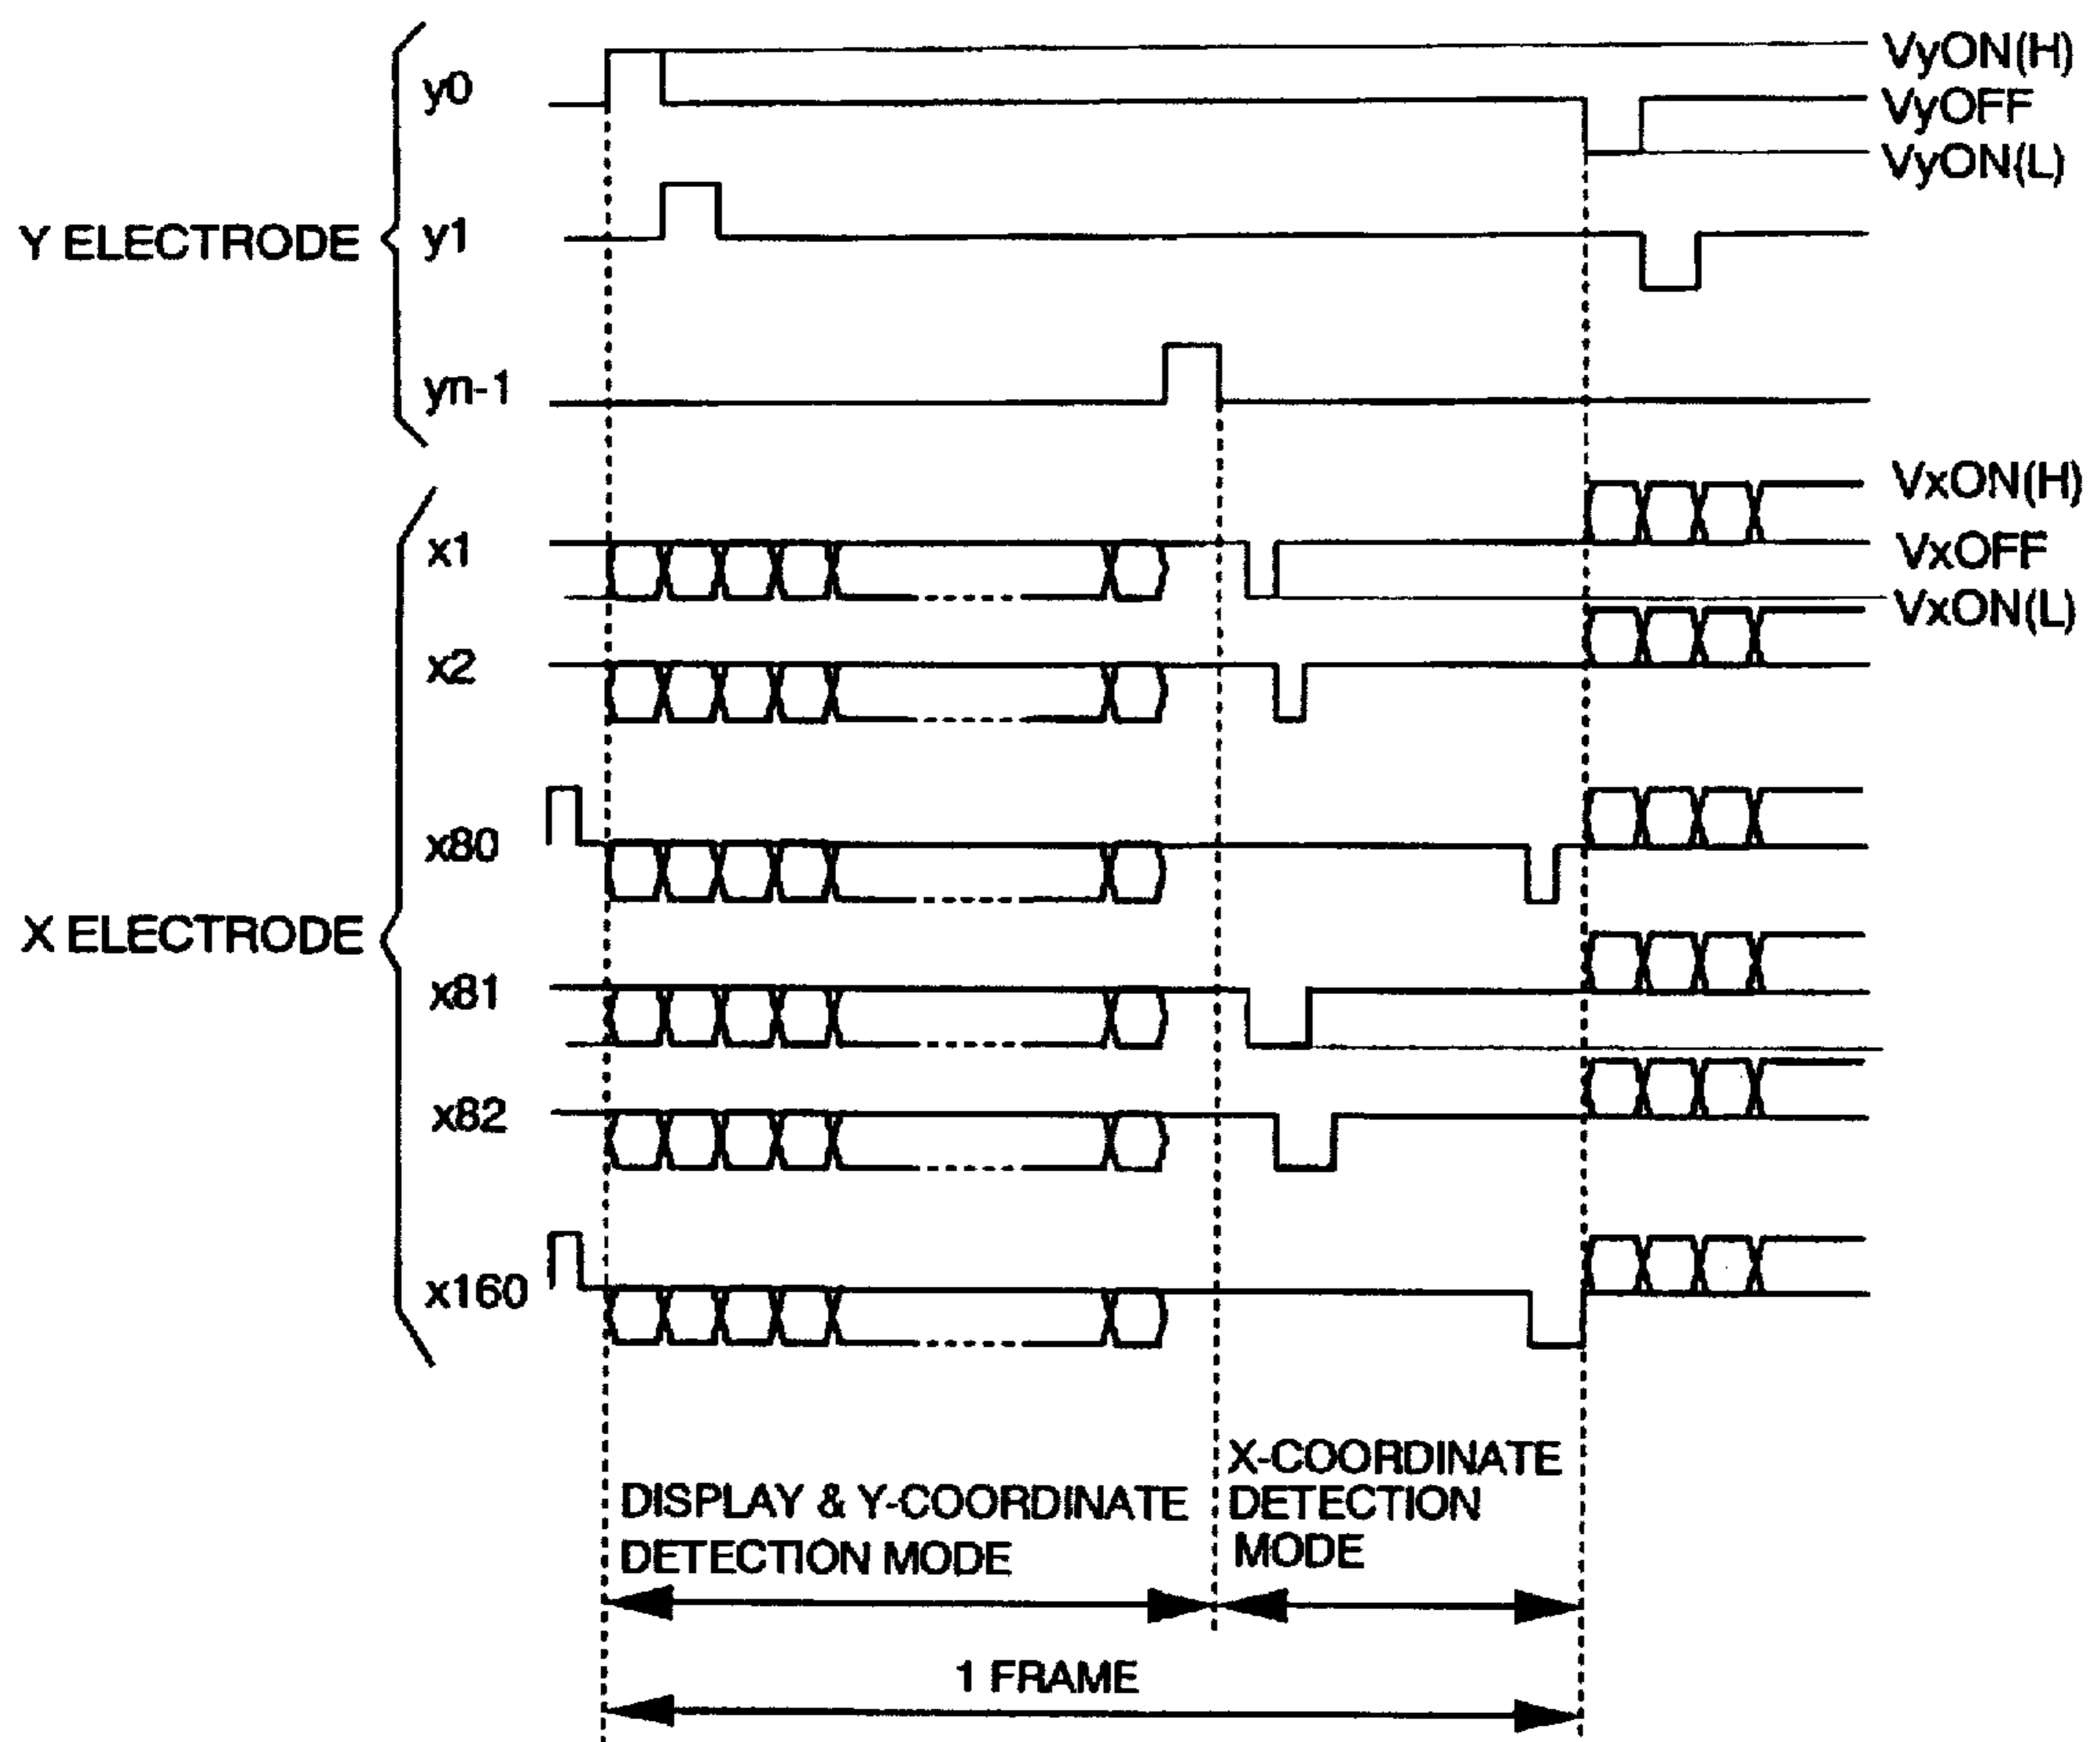 y0
VyON(H)
VyOFF
VyON(L)
Y ELECTRODE
y1
yn-1
VxON(H)
x1
VxOFF
VxON(L)
x2
x80
X ELECTRODE
x81
x82
x160
DISPLAY & Y-COORDINATE
DETECTION MODE
X-COORDINATE
DETECTION
MODE
1 FRAME